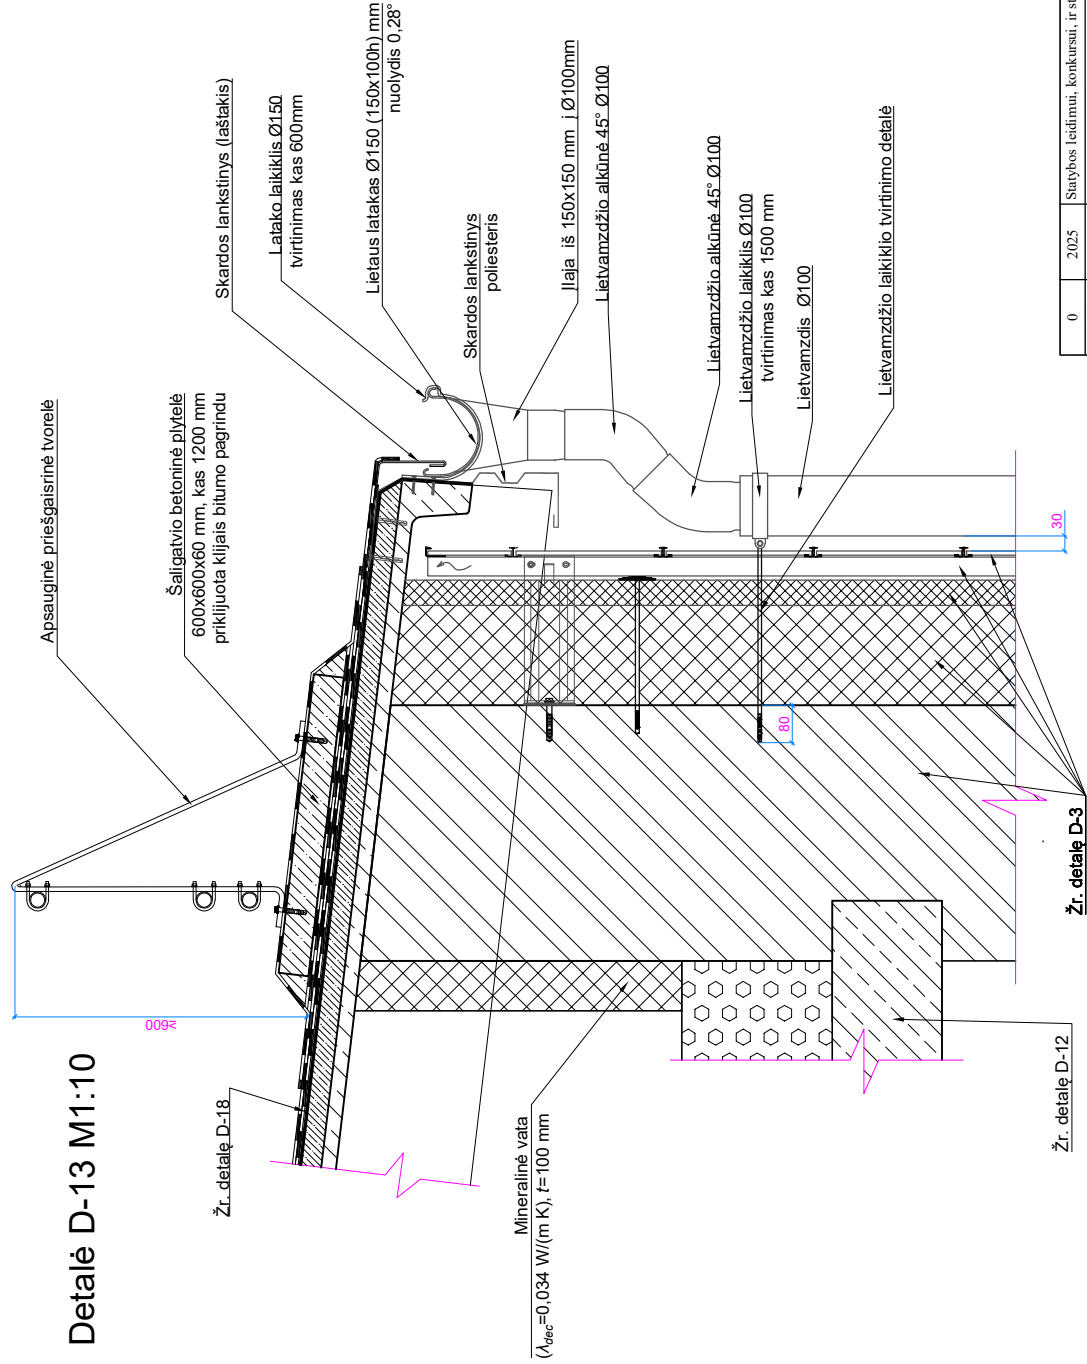 Detalė D-13 M1:10
Apsauginė priešgaisrinė tvorelė
Šaligatvio betoninė plytelė
600x600x60 mm, kas 1200 mm
priklijuota klijais bitumo pagrindu
Skardos lankstinys (laštakis)
Latako laikiklis Ø150
tvirtinimas kas 600mm
Lietaus latakas Ø150 (150x100h) mm
nuolydis 0,28°
Skardos lankstinys
poliesteris
Įlaja iš 150x150 mm į Ø100mm
Lietvamzdžio alkūnė 45° Ø100
Lietvamzdžio alkūnė 45° Ø100
Lietvamzdžio laikiklis Ø100
tvirtinimas kas 1500 mm
Lietvamzdis Ø100
Lietvamzdžio laikiklio tvirtinimo detalė
≥600
Žr. detalę D-18
Mineralinė vata
(λdec=0,034 W/(m K), t=100 mm
80
30
Žr. detalę D-3
Žr. detalę D-12
0
2025
Statybos leidimui, konkursui, ir st